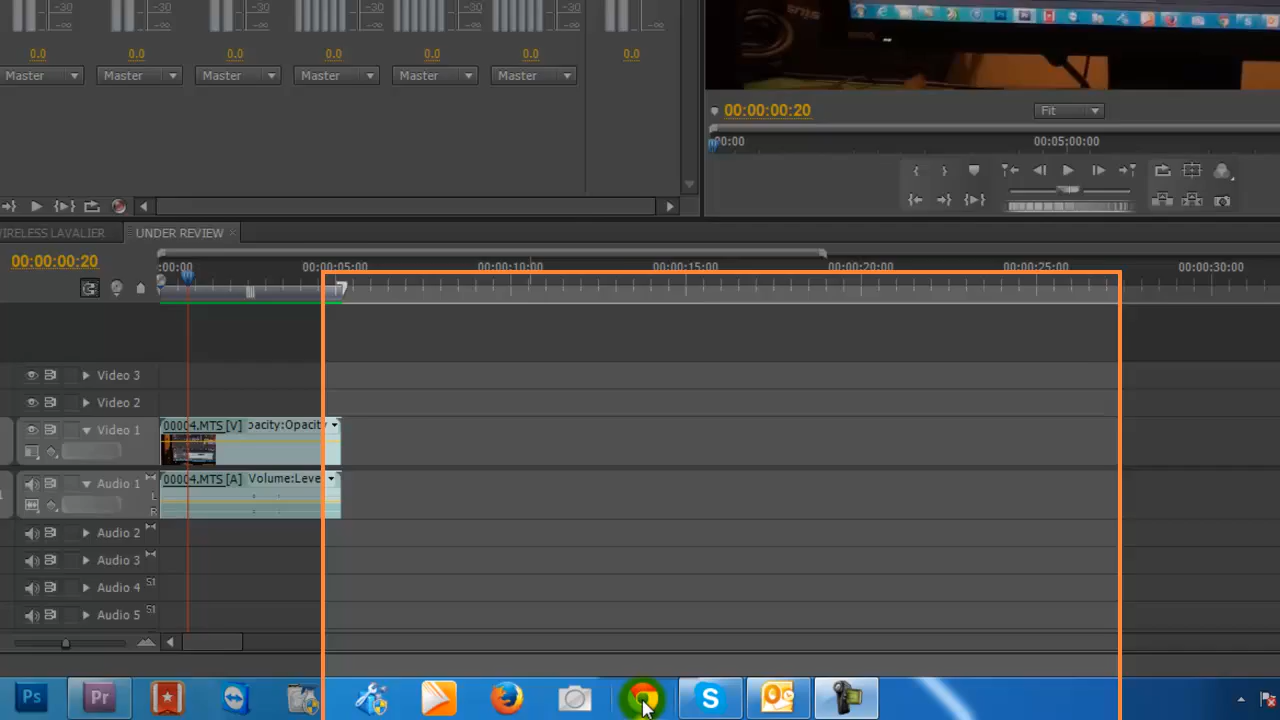 -30 -30 -30 -30 -30 -30 -30
-∞ -∞ -∞ -∞ -∞ -∞ -∞
0.0 0.0 0.0 0.0 0.0 0.0 0.0
Master Master Master Master Master Master
00:00:00:20 Fit
00:00 00:05:00:00
WIRELESS LAVALIER UNDER REVIEW ×
00:00:00:20
:00:00 00:00:05:00 00:00:10:00 00:00:15:00 00:00:20:00 00:00:25:00 00:00:30:00
Video 3
Video 2
Video 1 00004.MTS [V] pacity:Opacity
Audio 1 00004.MTS [A] Volume:Leve
L
R
Audio 2
Audio 3
Audio 4 51
Audio 5 51
Ps Pr S